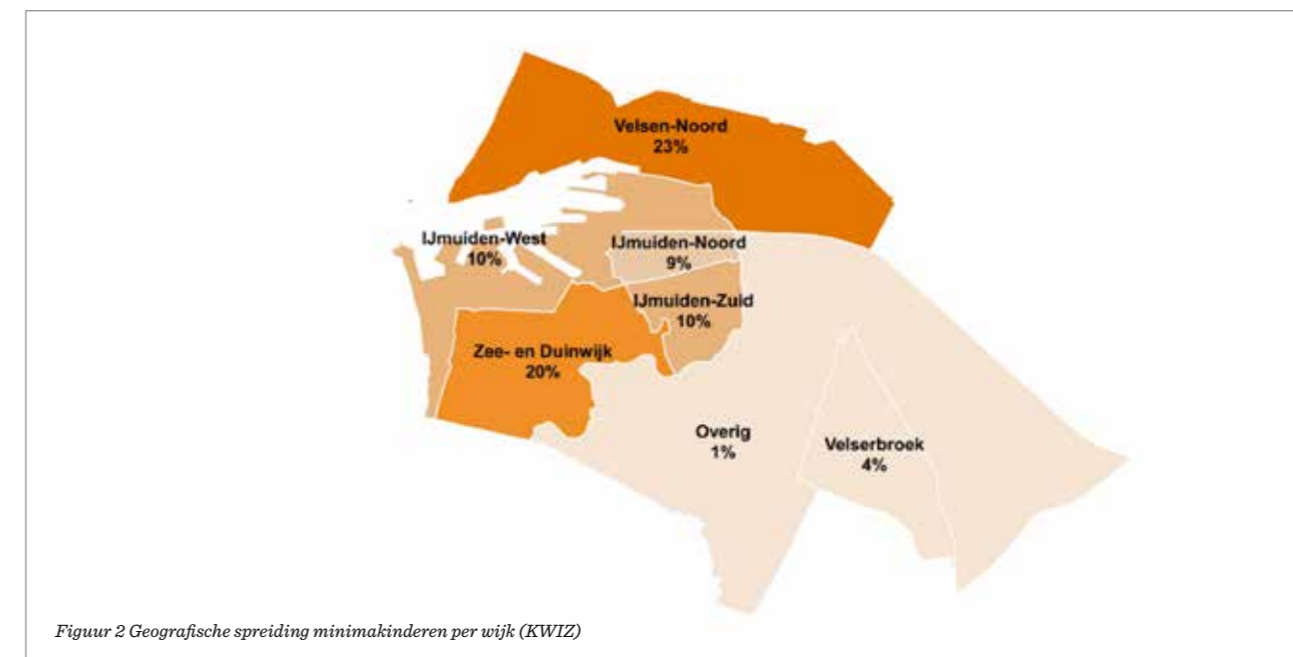 Velsen-Noord
23%
IJmuiden-West
10%
IJmuiden-Noord
9%
IJmuiden-Zuid
10%
Zee- en Duinwijk
20%
Overig
1%
Velserbroek
4%
Figuur 2 Geografische spreiding minimakinderen per wijk (KWIZ)